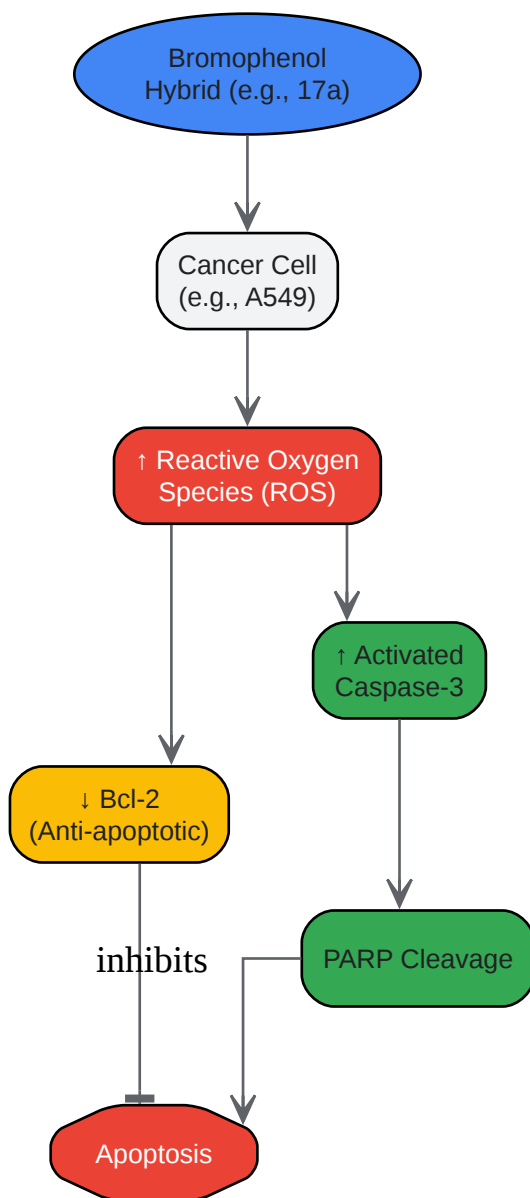 Bromophenol
Hybrid (e.g., 17a)
Cancer Cell
(e.g., A549)
↑ Reactive Oxygen
Species (ROS)
↑ Activated
Caspase-3
↓ Bcl-2
(Anti-apoptotic)
inhibits
PARP Cleavage
Apoptosis